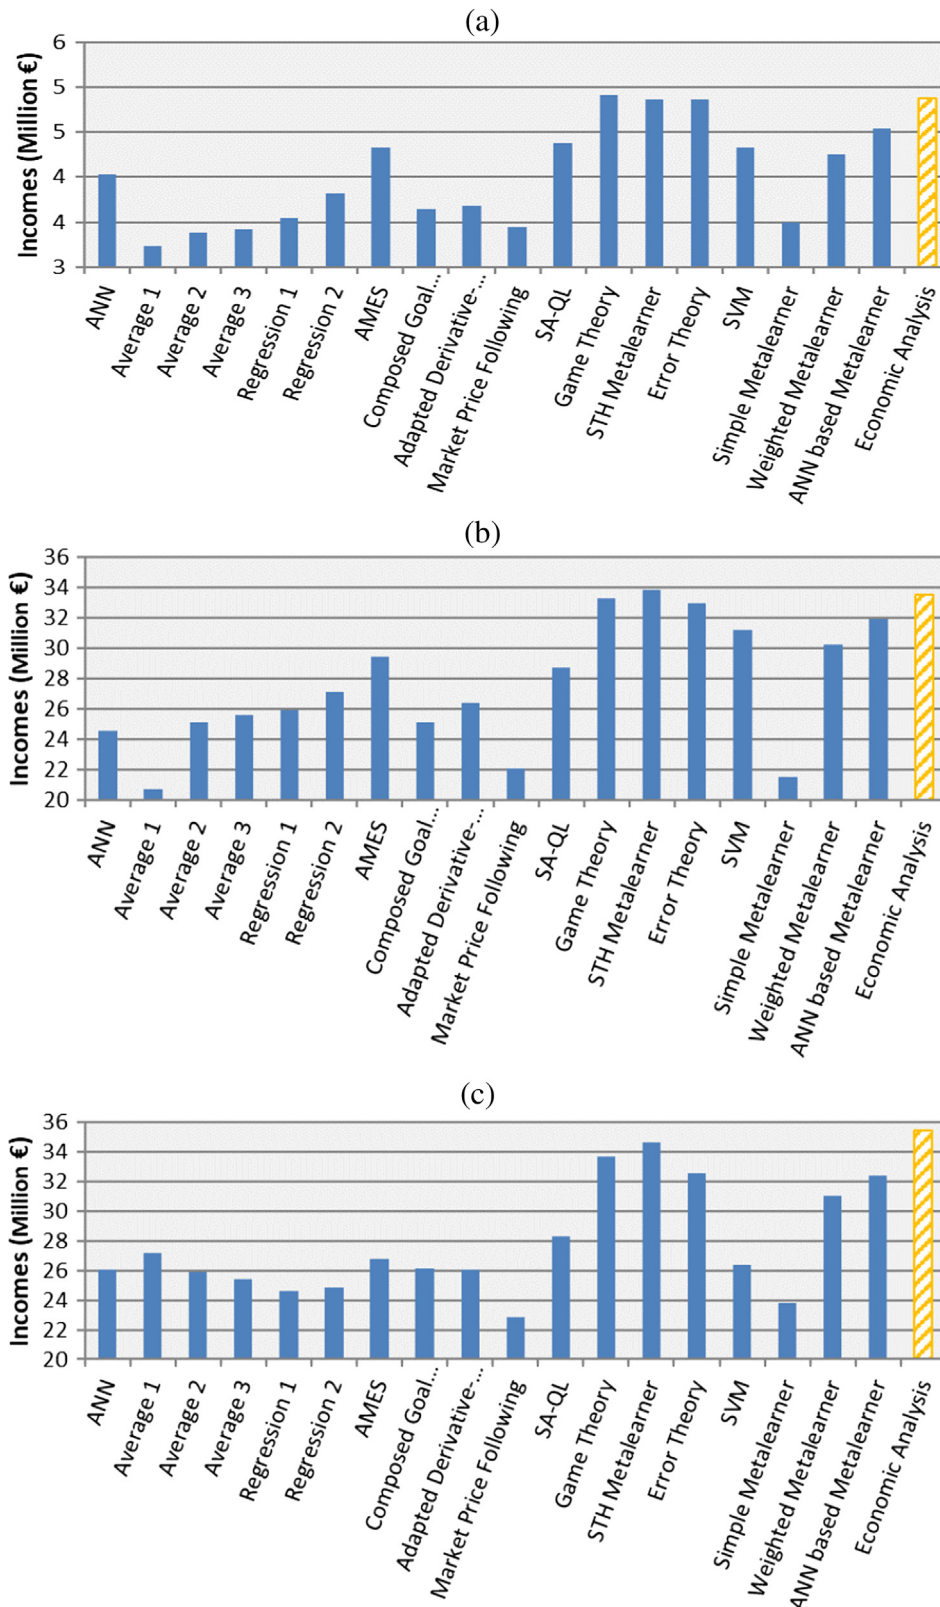 (a)
Incomes (Million €)
6
5
5
4
4
3
ANN
Average 1
Average 2
Average 3
Regression 1
Regression 2
AMES
Composed Goal...
Adapted Derivative-...
Market Price Following
SA-QL
Game Theory
STH Metalearner
Error Theory
SVM
Simple Metalearner
Weighted Metalearner
ANN based Metalearner
Economic Analysis
(b)
Incomes (Million €)
36
34
32
30
28
26
24
22
20
ANN
Average 1
Average 2
Average 3
Regression 1
Regression 2
AMES
Composed Goal...
Adapted Derivative-...
Market Price Following
SA-QL
Game Theory
STH Metalearner
Error Theory
SVM
Simple Metalearner
Weighted Metalearner
ANN based Metalearner
Economic Analysis
(c)
Incomes (Million €)
36
34
32
30
28
26
24
22
20
ANN
Average 1
Average 2
Average 3
Regression 1
Regression 2
AMES
Composed Goal...
Adapted Derivative-...
Market Price Following
SA-QL
Game Theory
STH Metalearner
Error Theory
SVM
Simple Metalearner
Weighted Metalearner
ANN based Metalearner
Economic Analysis